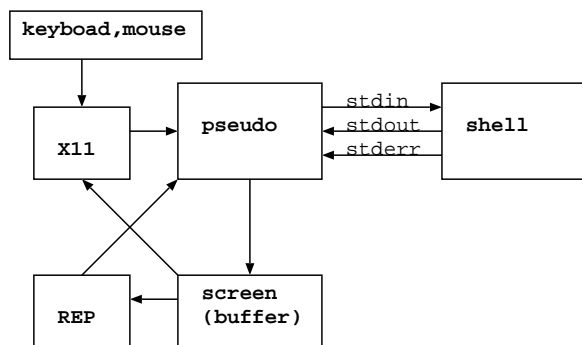 keyboad,mouse
X11
pseudo
stdin
stdout
stderr
shell
REP
screen
(buffer)